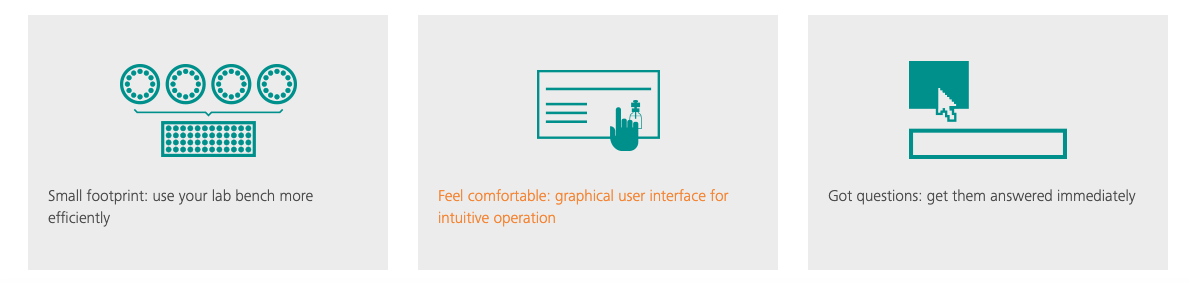 Small footprint: use your lab bench more
efficiently
Feel comfortable: graphical user interface for
intuitive operation
Got questions: get them answered immediately